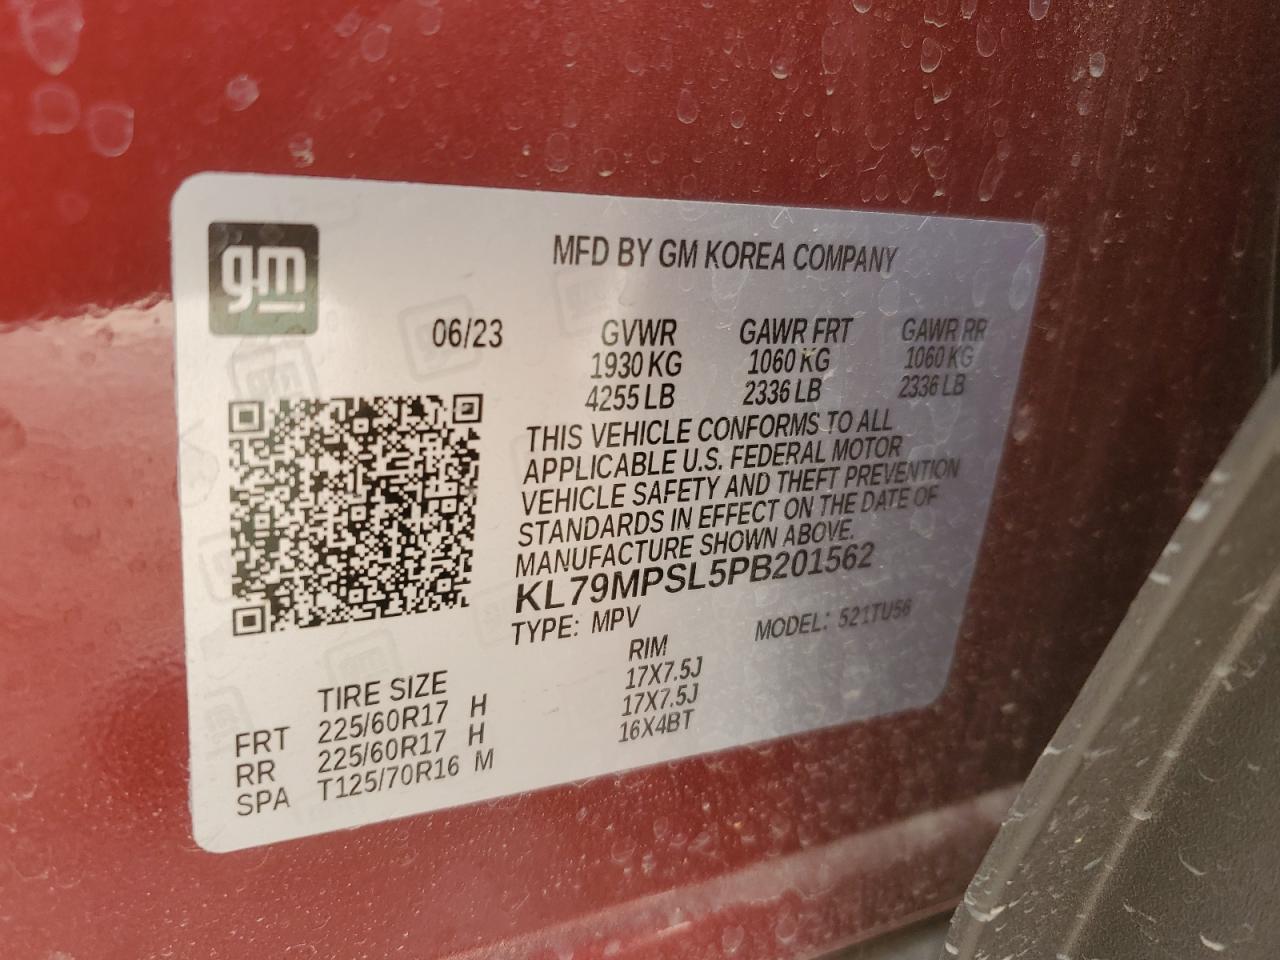 gm
MFD BY GM KOREA COMPANY
06/23 GVWR GAWR FRT GAWR RR
1930 KG 1060 KG 1060 KG
4255 LB 2336 LB 2336 LB
THIS VEHICLE CONFORMS TO ALL
APPLICABLE U.S. FEDERAL MOTOR
VEHICLE SAFETY AND THEFT PREVENTION
STANDARDS IN EFFECT ON THE DATE OF
MANUFACTURE SHOWN ABOVE.
KL79MPSL5PB201562
TYPE: MPV MODEL: 521TU56
TIRE SIZE RIM
FRT 225/60R17 H 17X7.5J
RR 225/60R17 H 17X7.5J
SPA T125/70R16 M 16X4BT